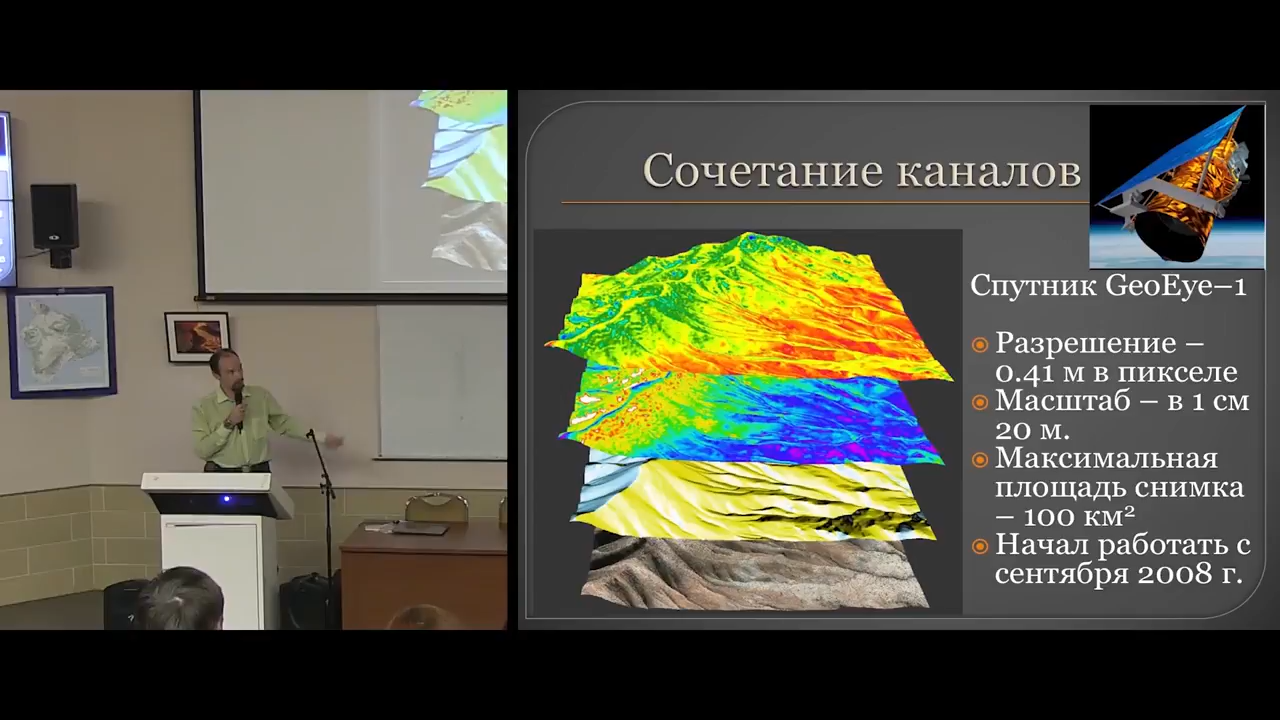 Сочетание каналов
Спутник GeoEye–1
Разрешение –
0.41 м в пикселе
Масштаб – в 1 см
20 м.
Максимальная
площадь снимка
– 100 км²
Начал работать с
сентября 2008 г.